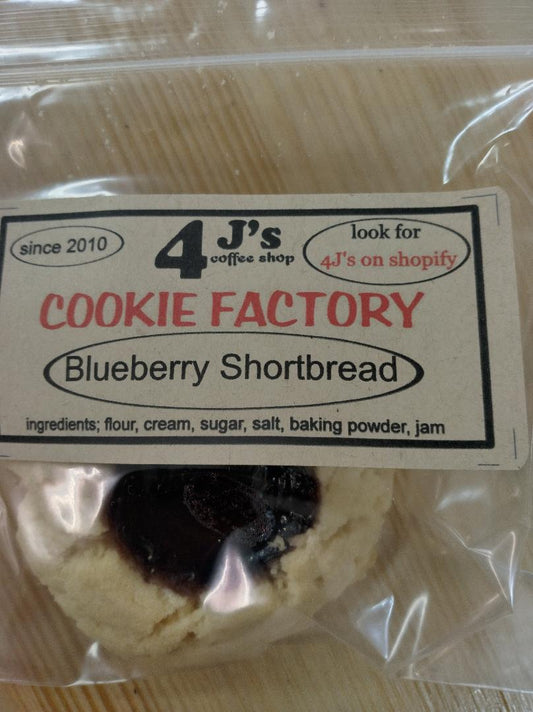 since 2010
4 J's
coffee shop
look for
4J's on shopify
COOKIE FACTORY
Blueberry Shortbread
ingredients; flour, cream, sugar, salt, baking powder, jam